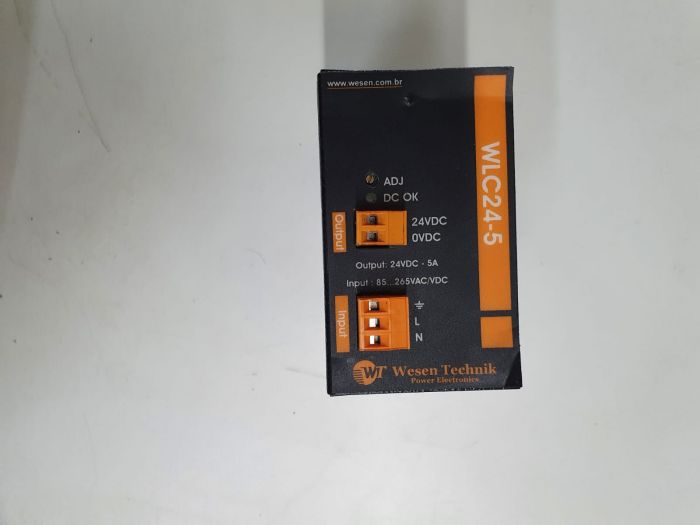 www.wesen.com.br
WLC24-5
ADJ
DC OK
Output
24VDC
0VDC
Output: 24VDC - 5A
Input : 85...265VAC/VDC
Input
L
N
WT Wesen Technik
Power Electronics